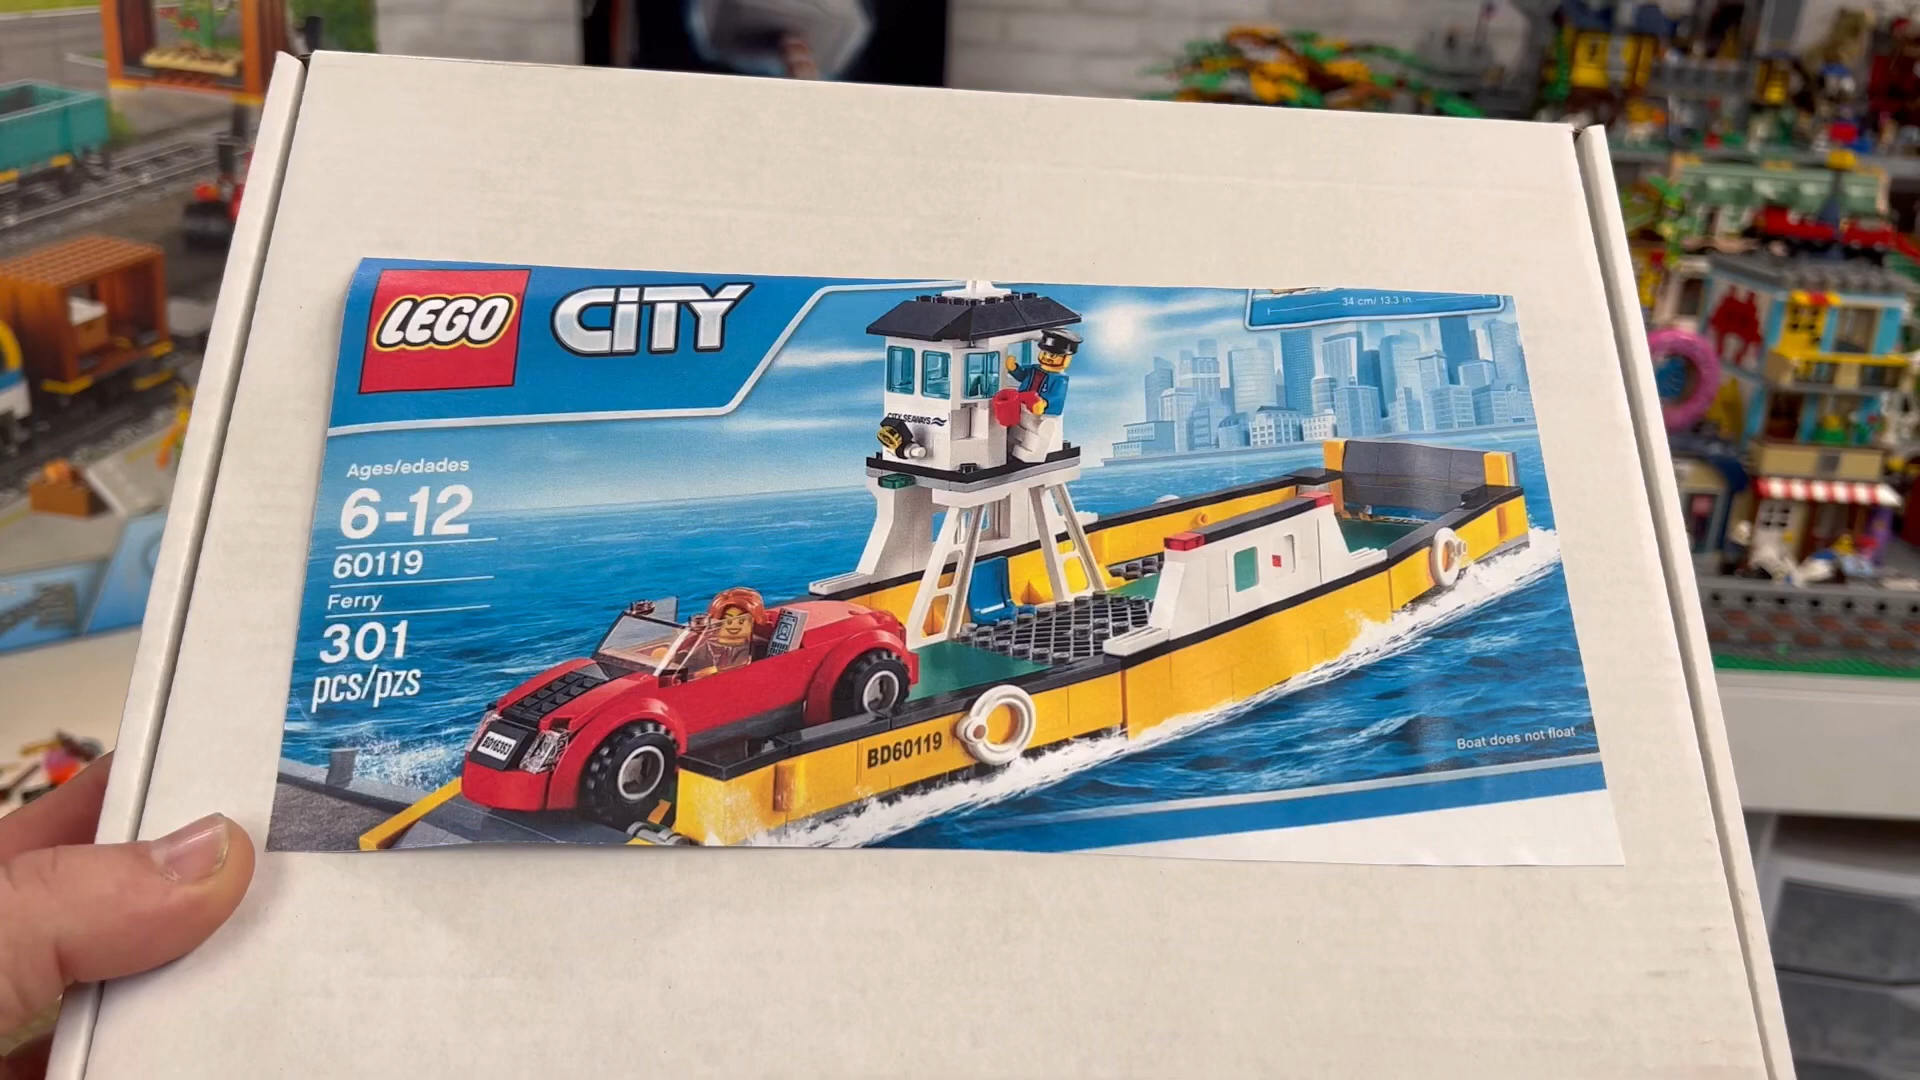 LEGO CITY
34 cm/ 13.3 in
CITY SEAWAYS
Ages/edades
6-12
60119
Ferry
301
pcs/pzs
BD16353
BD60119
Boat does not float